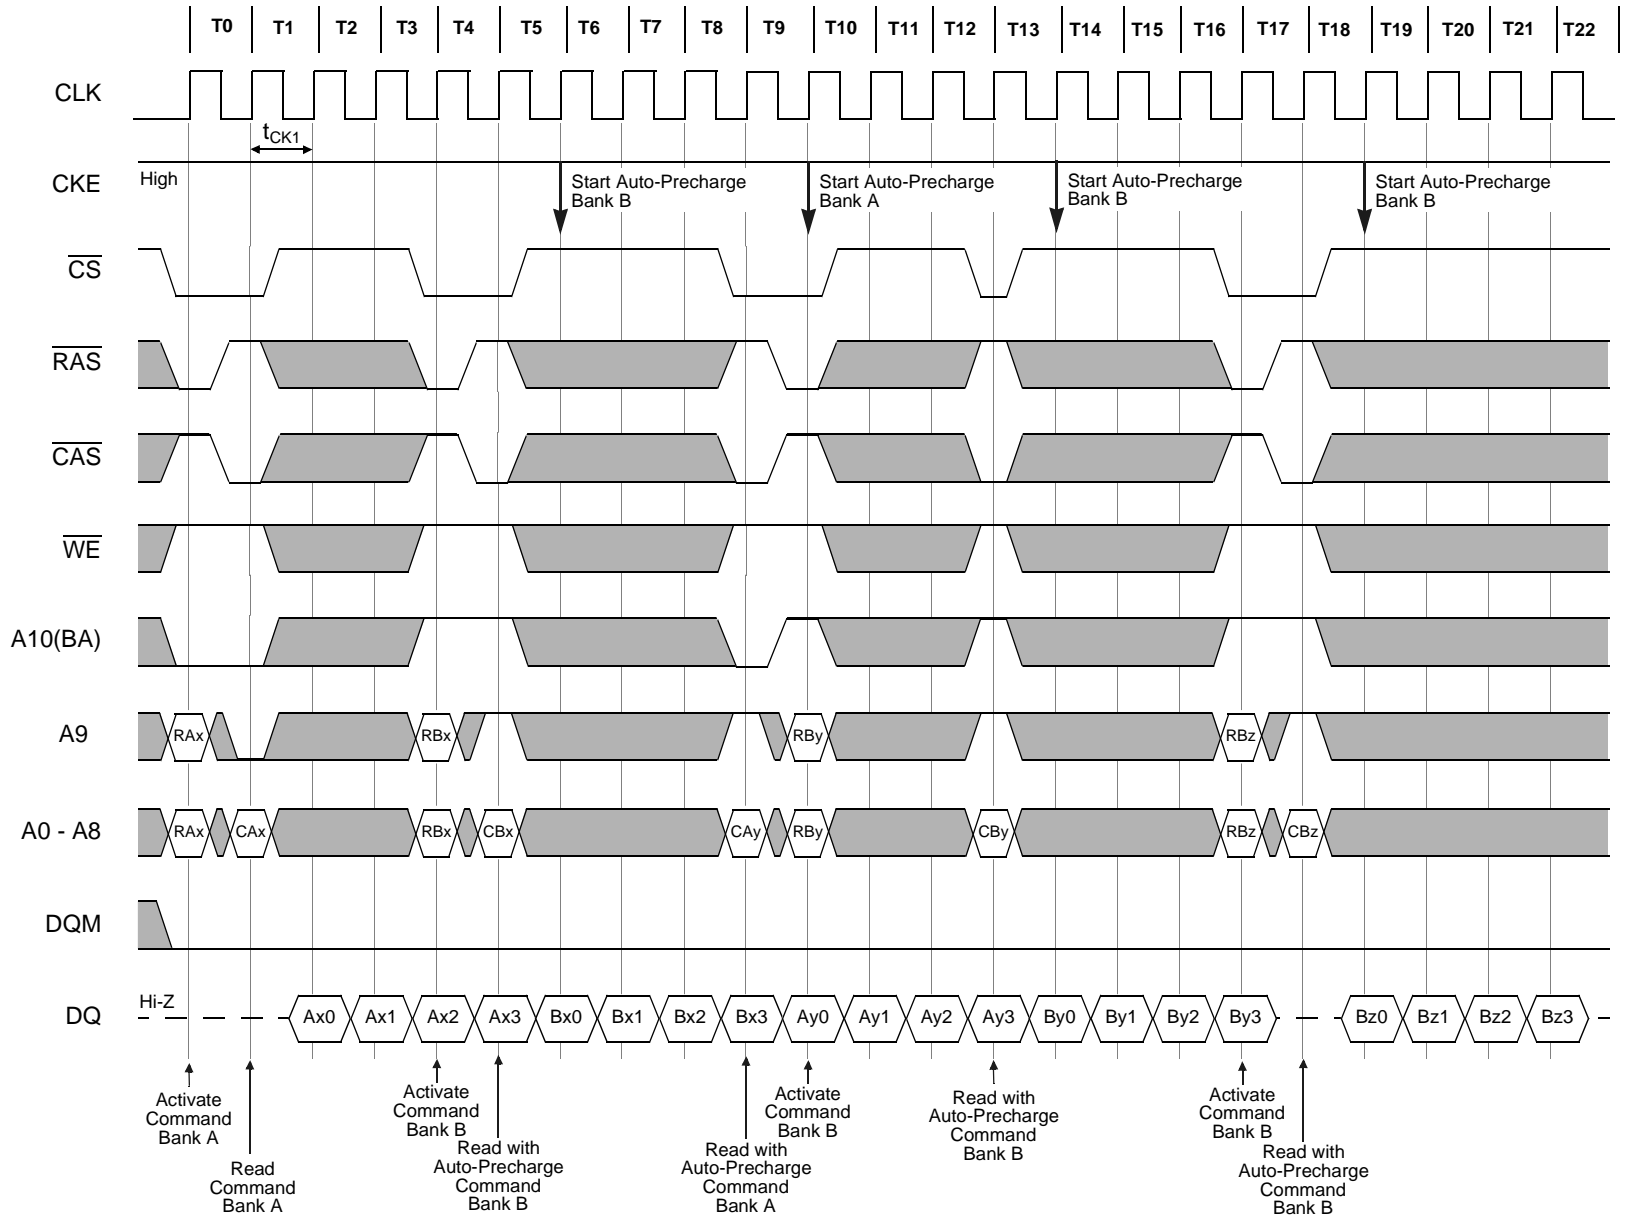 T0 T1 T2 T3 T4 T5 T6 T7 T8 T9 T10 T11 T12 T13 T14 T15 T16 T17 T18 T19 T20 T21 T22
CLK
tCK1
CKE
High
Start Auto-Precharge
Bank B
Start Auto-Precharge
Bank A
Start Auto-Precharge
Bank B
Start Auto-Precharge
Bank B
CS
RAS
CAS
WE
A10(BA)
A9
RAx RBx RBy RBz
A0 - A8
RAx CAx RBx CBx CAy RBy CBy RBz CBz
DQM
DQ
Hi-Z
Ax0 Ax1 Ax2 Ax3 Bx0 Bx1 Bx2 Bx3 Ay0 Ay1 Ay2 Ay3 By0 By1 By2 By3 Bz0 Bz1 Bz2 Bz3
Activate
Command
Bank A
Read
Command
Bank A
Activate
Command
Bank B
Read with
Auto-Precharge
Command
Bank B
Read with
Auto-Precharge
Command
Bank A
Activate
Command
Bank B
Read with
Auto-Precharge
Command
Bank B
Activate
Command
Bank B
Read with
Auto-Precharge
Command
Bank B